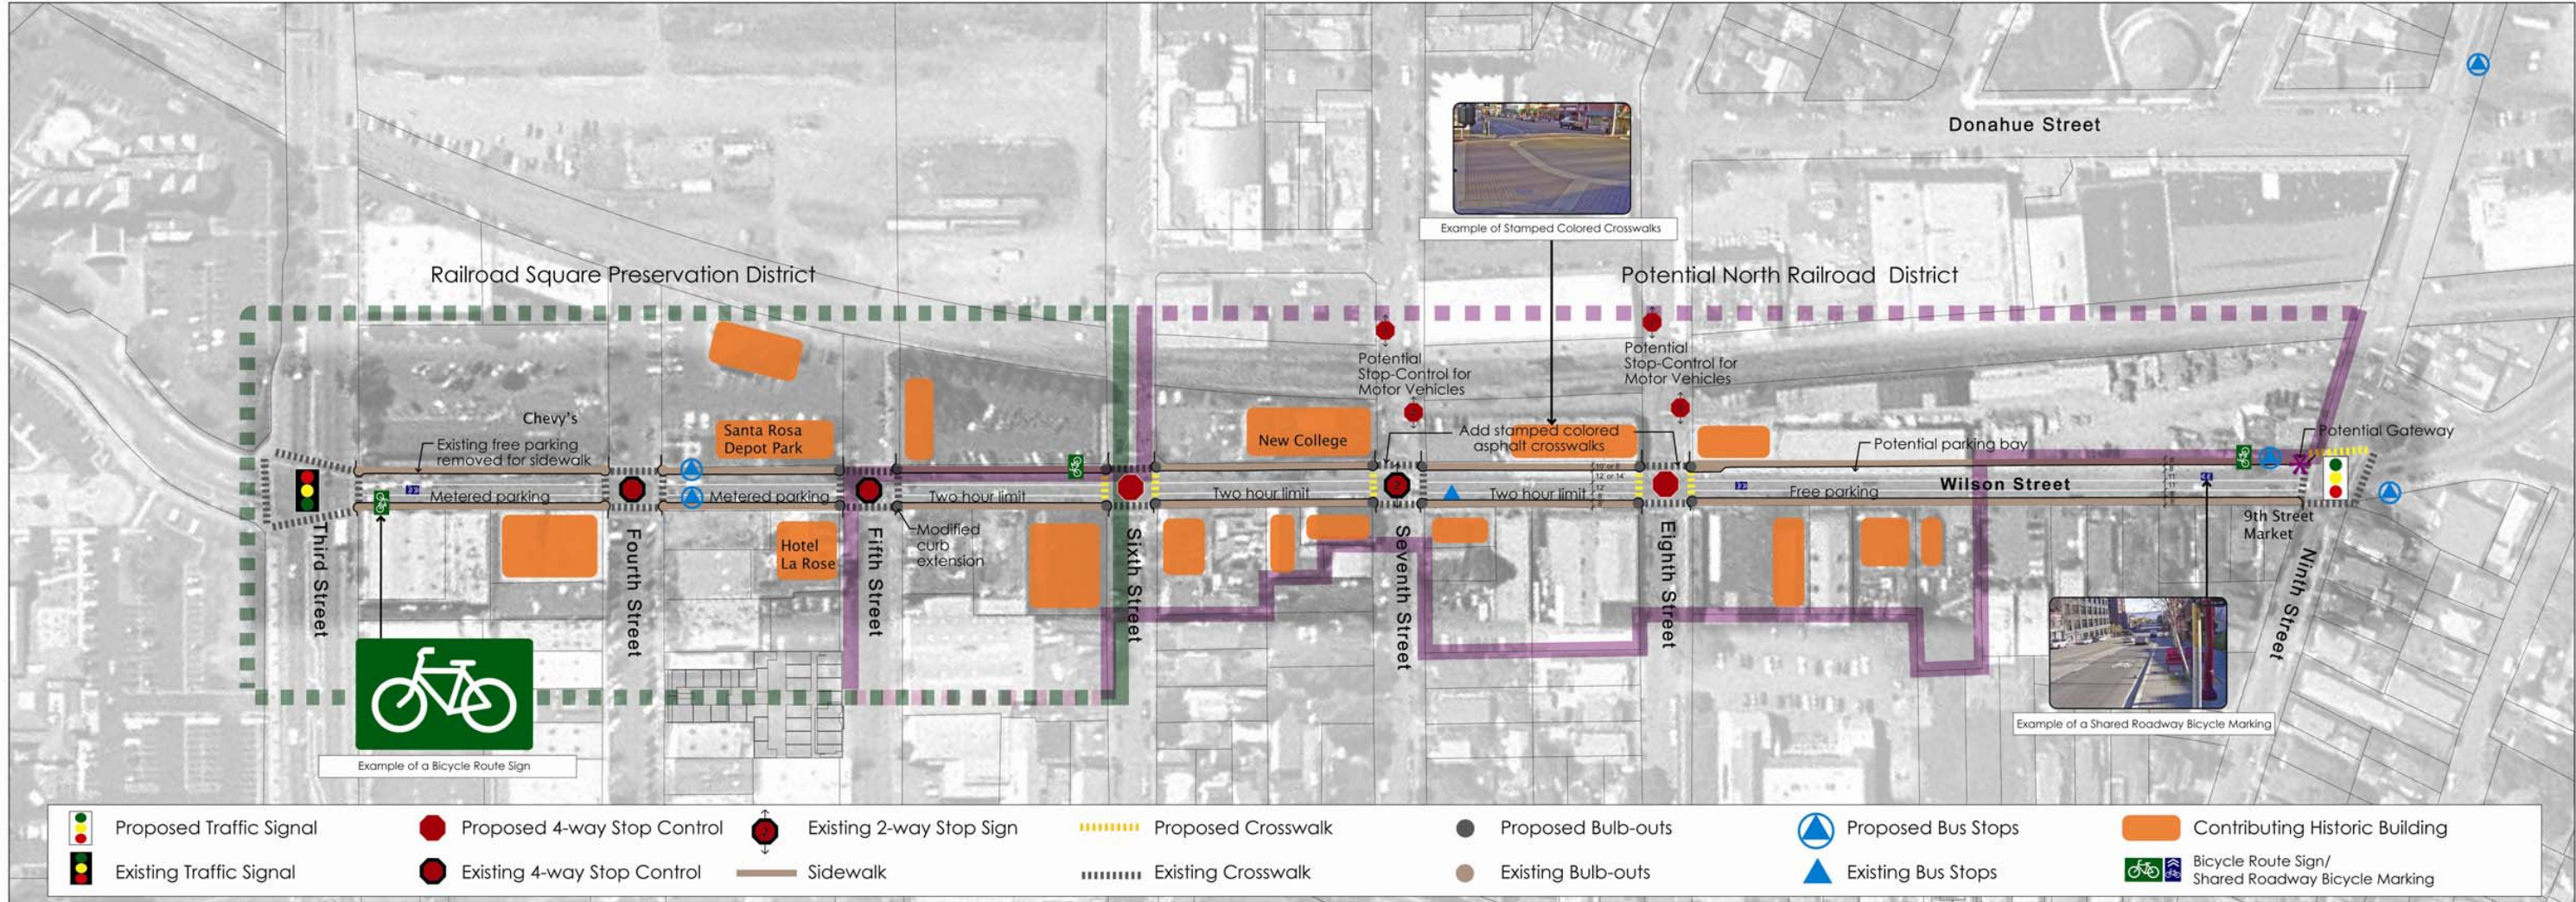 Donahue Street
Example of Stamped Colored Crosswalks
Railroad Square Preservation District
Potential North Railroad District
Potential
Stop-Control for
Motor Vehicles
Potential
Stop-Control for
Motor Vehicles
Chevy's
Existing free parking
removed for sidewalk
Santa Rosa
Depot Park
New College
Add stamped colored
asphalt crosswalks
Potential parking bay
Potential Gateway
Metered parking
Metered parking
Two hour limit
Two hour limit
2
Two hour limit
Free parking
Wilson Street
9th Street
Market
Modified
curb
extension
Hotel
La Rose
Third Street
Fourth Street
Fifth Street
Sixth Street
Seventh Street
Eighth Street
Ninth Street
Example of a Shared Roadway Bicycle Marking
Example of a Bicycle Route Sign
Proposed Traffic Signal
Proposed 4-way Stop Control
2
Existing 2-way Stop Sign
Proposed Crosswalk
Proposed Bulb-outs
Proposed Bus Stops
Contributing Historic Building
Existing Traffic Signal
Existing 4-way Stop Control
Sidewalk
Existing Crosswalk
Existing Bulb-outs
Existing Bus Stops
Bicycle Route Sign/
Shared Roadway Bicycle Marking